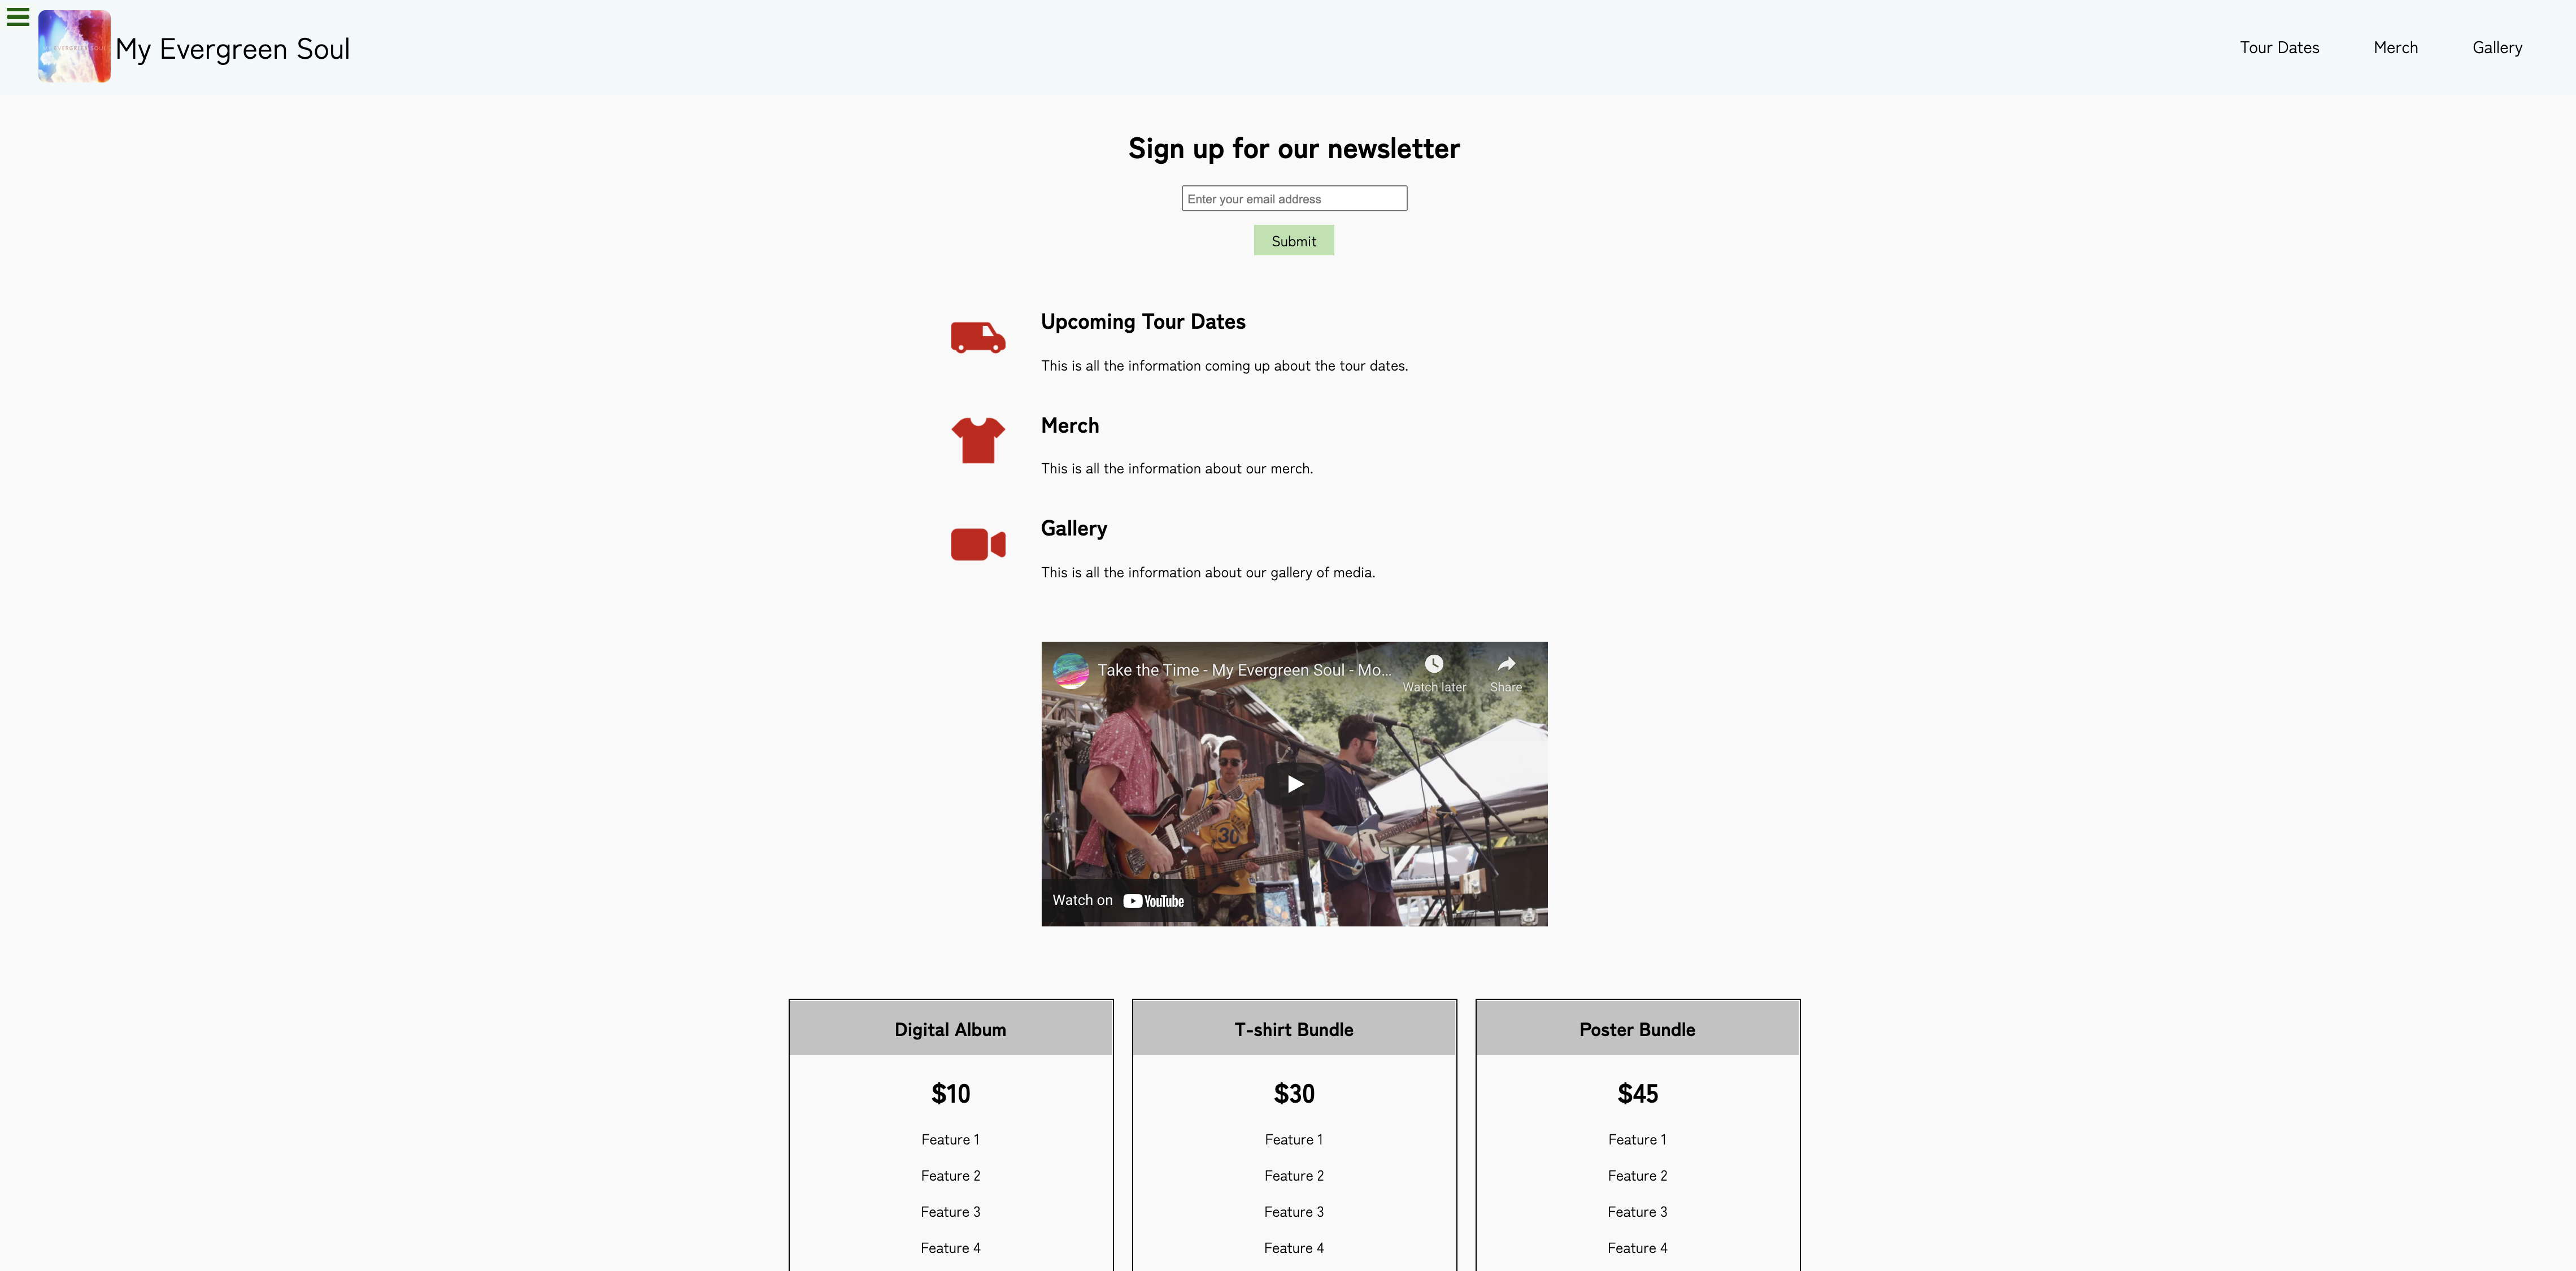 EVERGREEN SOUL
My Evergreen Soul
Tour Dates Merch Gallery
Sign up for our newsletter
Enter your email address
Submit
Upcoming Tour Dates
This is all the information coming up about the tour dates.
Merch
This is all the information about our merch.
Gallery
This is all the information about our gallery of media.
Take the Time - My Evergreen Soul - Mo...
Watch later Share
30
Watch on YouTube
Digital Album
$10
Feature 1
Feature 2
Feature 3
Feature 4
T-shirt Bundle
$30
Feature 1
Feature 2
Feature 3
Feature 4
Poster Bundle
$45
Feature 1
Feature 2
Feature 3
Feature 4